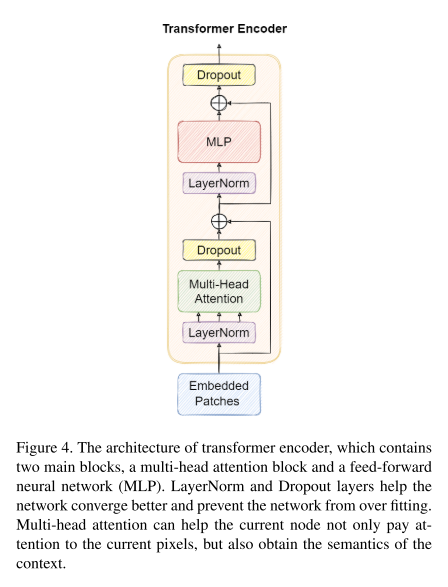 Transformer Encoder
Dropout
MLP
LayerNorm
Dropout
Multi-Head
Attention
LayerNorm
Embedded
Patches
Figure 4. The architecture of transformer encoder, which contains
two main blocks, a multi-head attention block and a feed-forward
neural network (MLP). LayerNorm and Dropout layers help the
network converge better and prevent the network from over fitting.
Multi-head attention can help the current node not only pay at-
tention to the current pixels, but also obtain the semantics of the
context.